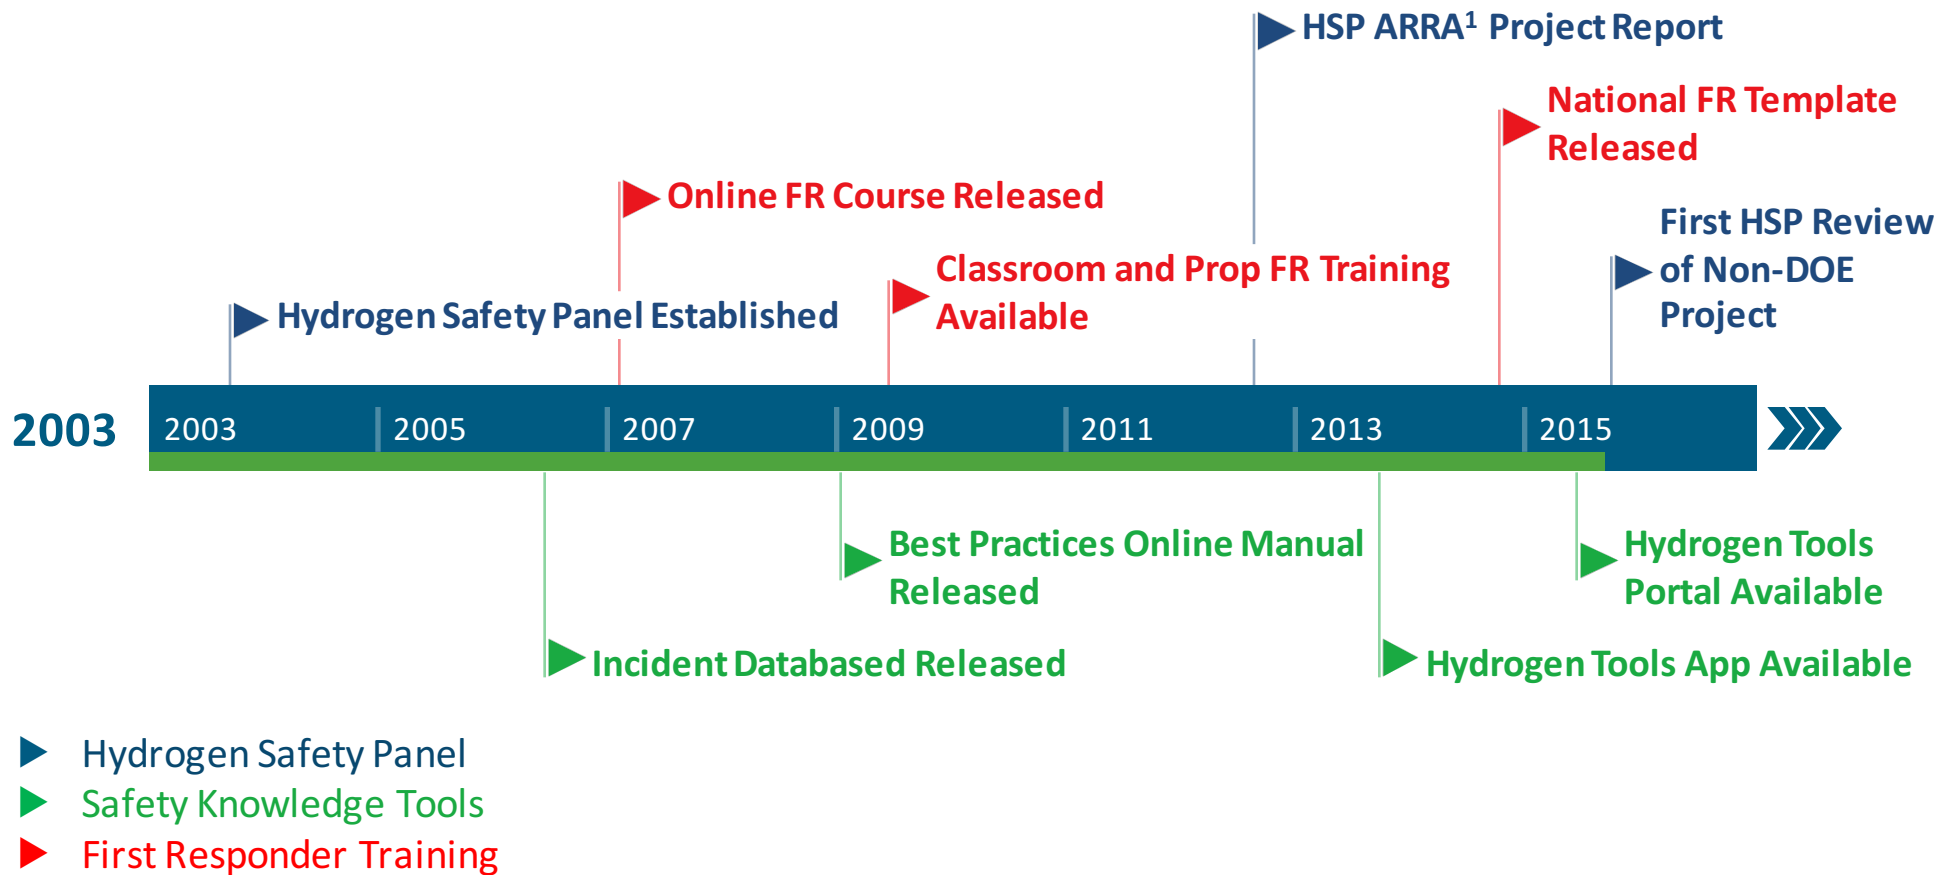 HSP ARRA¹ Project Report
National FR Template
Released
Online FR Course Released
First HSP Review
of Non-DOE
Project
Classroom and Prop FR Training
Available
Hydrogen Safety Panel Established
2003
2003 2005 2007 2009 2011 2013 2015
Best Practices Online Manual
Released
Hydrogen Tools
Portal Available
Incident Databased Released
Hydrogen Tools App Available
Hydrogen Safety Panel
Safety Knowledge Tools
First Responder Training